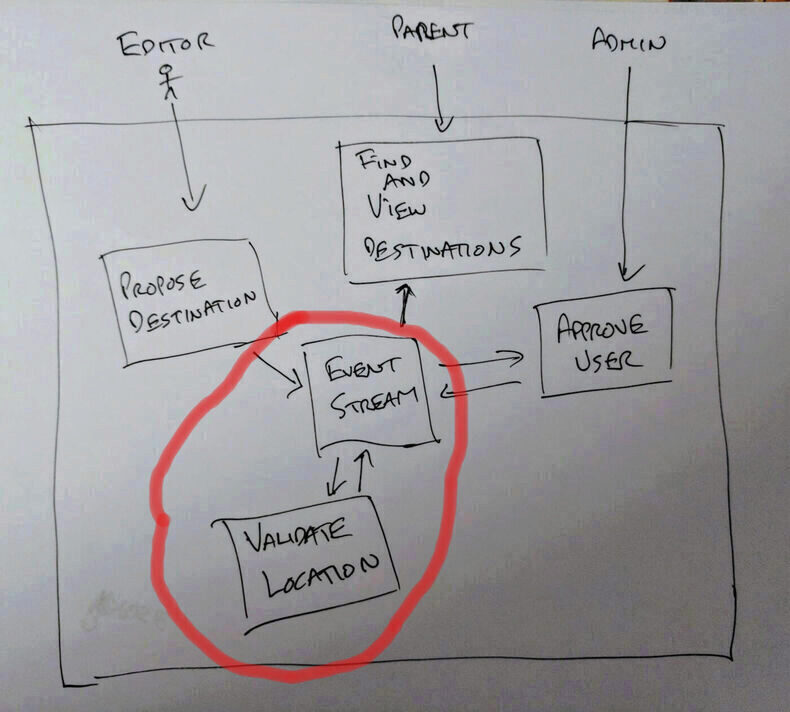 EDITOR
PARENT
ADMIN
FIND
AND
VIEW
DESTINATIONS
PROPOSE
DESTINATION
APPROVE
USER
EVENT
STREAM
VALIDATE
LOCATION